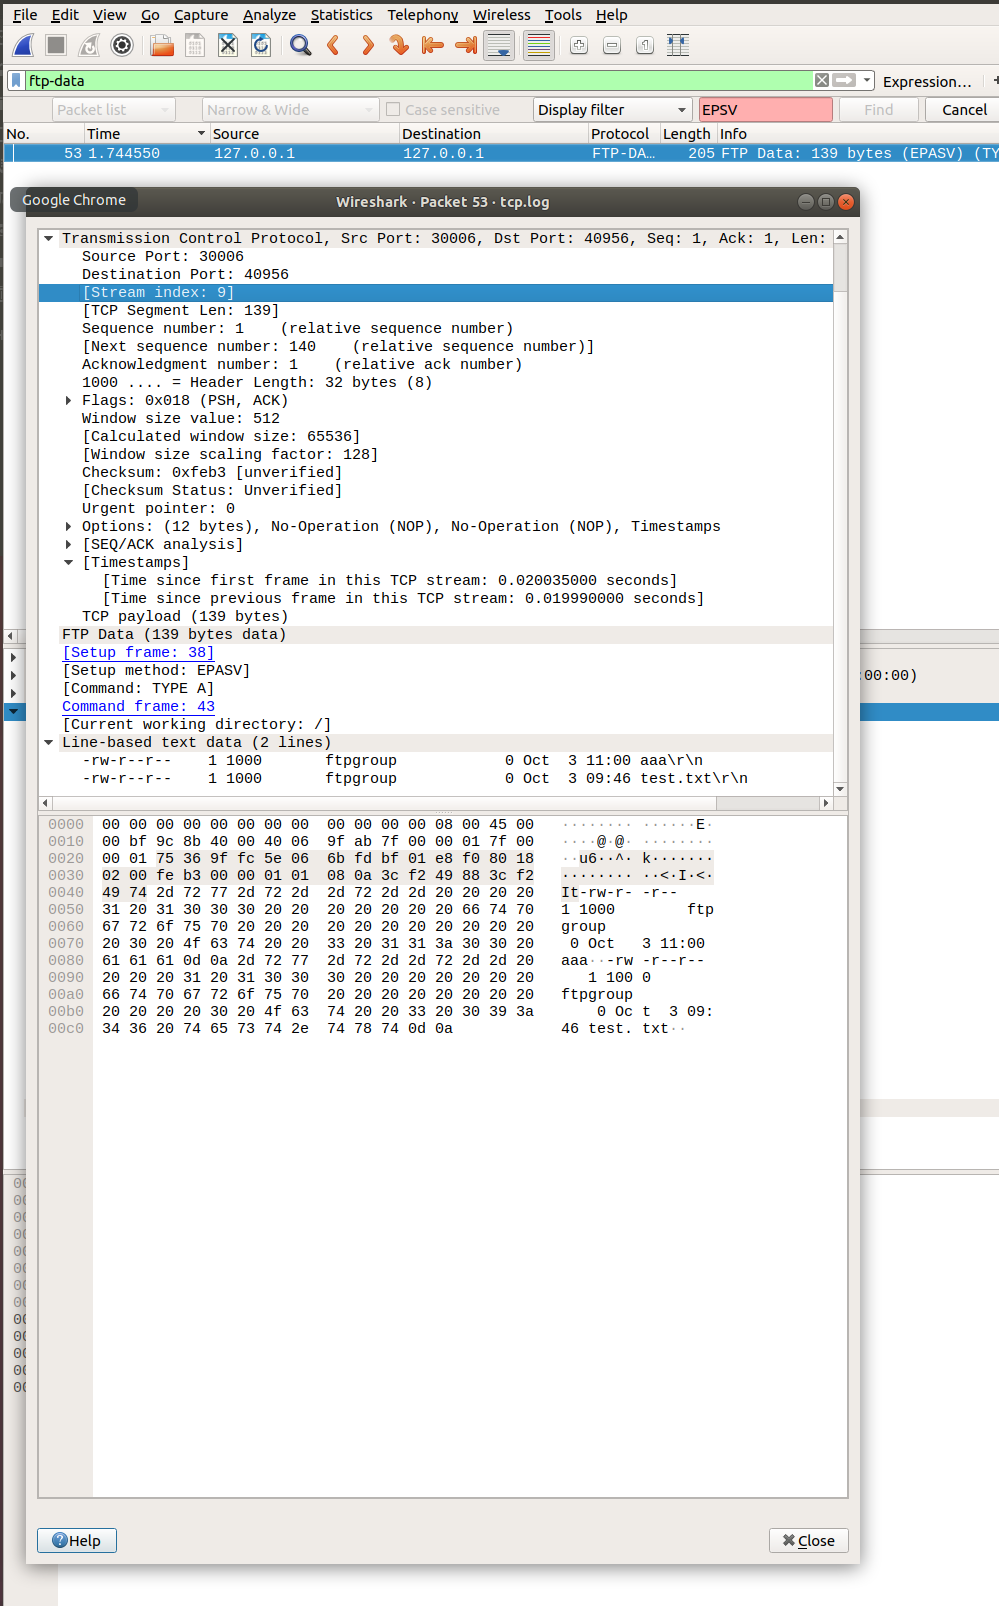 File Edit View Go Capture Analyze Statistics Telephony Wireless Tools Help
ftp-data Expression… +
Packet list Narrow & Wide Case sensitive Display filter EPSV Find Cancel
No. Time Source Destination Protocol Length Info
53 1.744550 127.0.0.1 127.0.0.1 FTP-DA… 205 FTP Data: 139 bytes (EPASV) (TY
Google Chrome
Wireshark · Packet 53 · tcp.log
Transmission Control Protocol, Src Port: 30006, Dst Port: 40956, Seq: 1, Ack: 1, Len:
Source Port: 30006
Destination Port: 40956
[Stream index: 9]
[TCP Segment Len: 139]
Sequence number: 1    (relative sequence number)
[Next sequence number: 140    (relative sequence number)]
Acknowledgment number: 1    (relative ack number)
1000 .... = Header Length: 32 bytes (8)
Flags: 0x018 (PSH, ACK)
Window size value: 512
[Calculated window size: 65536]
[Window size scaling factor: 128]
Checksum: 0xfeb3 [unverified]
[Checksum Status: Unverified]
Urgent pointer: 0
Options: (12 bytes), No-Operation (NOP), No-Operation (NOP), Timestamps
[SEQ/ACK analysis]
[Timestamps]
[Time since first frame in this TCP stream: 0.020035000 seconds]
[Time since previous frame in this TCP stream: 0.019990000 seconds]
TCP payload (139 bytes)
FTP Data (139 bytes data)
[Setup frame: 38]
[Setup method: EPASV]
:00:00)
[Command: TYPE A]
Command frame: 43
[Current working directory: /]
Line-based text data (2 lines)
-rw-r--r--    1 1000       ftpgroup            0 Oct  3 11:00 aaa\r\n
-rw-r--r--    1 1000       ftpgroup            0 Oct  3 09:46 test.txt\r\n
0000 00 00 00 00 00 00 00 00  00 00 00 00 08 00 45 00 ········ ······E·
0010 00 bf 9c 8b 40 00 40 06  9f ab 7f 00 00 01 7f 00 ····@·@· ········
0020 00 01 75 36 9f fc 5e 06  6b fd bf 01 e8 f0 80 18 ··u6··^· k·······
0030 02 00 fe b3 00 00 01 01  08 0a 3c f2 49 88 3c f2 ········ ··<·I·<·
0040 49 74 2d 72 77 2d 72 2d  2d 72 2d 2d 20 20 20 20 It-rw-r- -r--
0050 31 20 31 30 30 30 20 20  20 20 20 20 20 66 74 70 1 1000        ftp
0060 67 72 6f 75 70 20 20 20  20 20 20 20 20 20 20 20 group
0070 20 30 20 4f 63 74 20 20  33 20 31 31 3a 30 30 20 0 Oct   3 11:00
0080 61 61 61 0d 0a 2d 72 77  2d 72 2d 2d 72 2d 2d 20 aaa··-rw -r--r--
0090 20 20 20 31 20 31 30 30  30 20 20 20 20 20 20 20 1 100 0
00a0 66 74 70 67 72 6f 75 70  20 20 20 20 20 20 20 20 ftpgroup
00b0 20 20 20 20 30 20 4f 63  74 20 20 33 20 30 39 3a 0 Oc t  3 09:
00c0 34 36 20 74 65 73 74 2e  74 78 74 0d 0a 46 test. txt··
Help Close